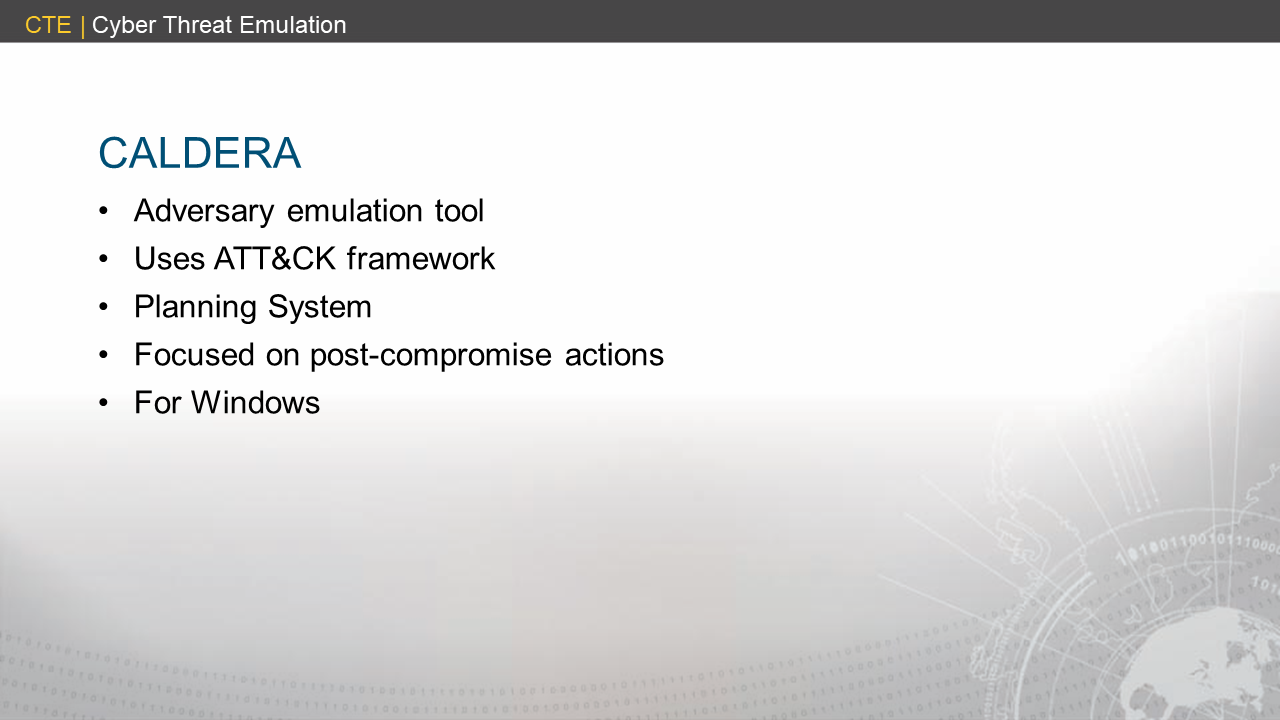 CTE | Cyber Threat Emulation
CALDERA
• Adversary emulation tool
• Uses ATT&CK framework
• Planning System
• Focused on post-compromise actions
• For Windows